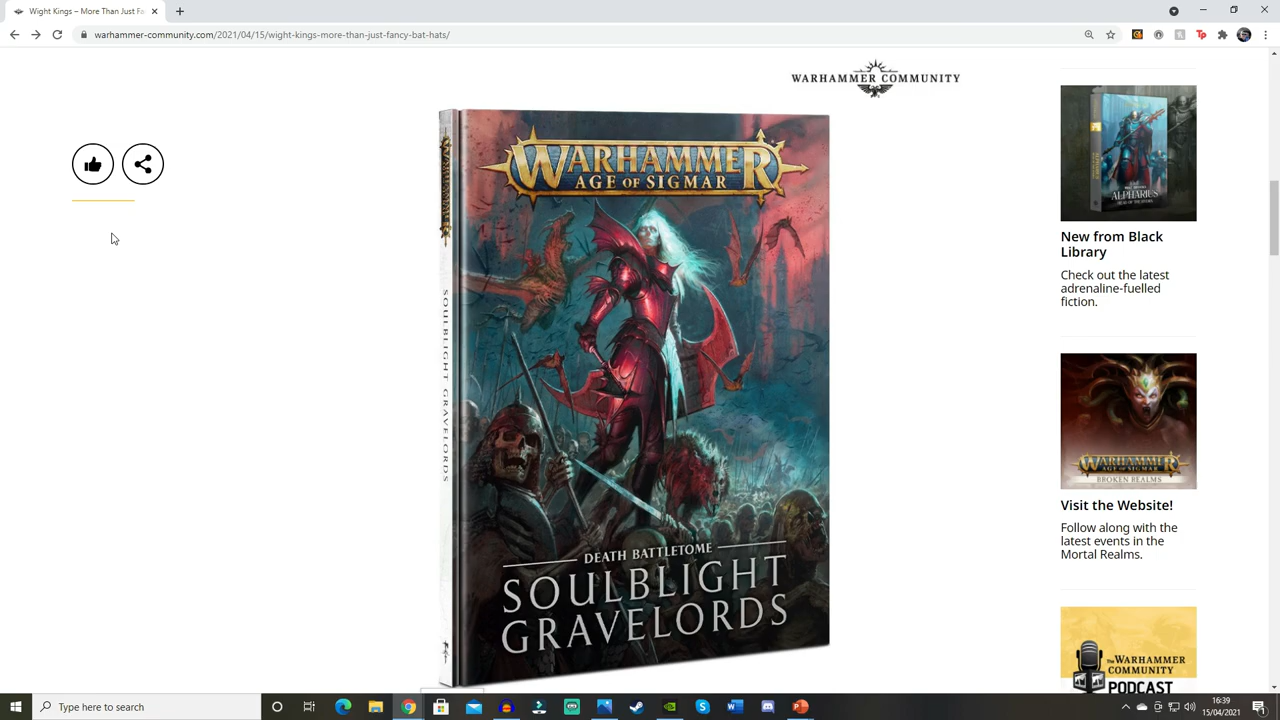 Wight Kings – More Than Just Fa
warhammer-community.com/2021/04/15/wight-kings-more-than-just-fancy-bat-hats/
WARHAMMER COMMUNITY
WARHAMMER
AGE OF SIGMAR
SOULBLIGHT GRAVELORDS
DEATH BATTLETOME
SOULBLIGHT
GRAVELORDS
ALPHARIUS
New from Black
Library
Check out the latest
adrenaline-fuelled
fiction.
WARHAMMER
AGE OF SIGMAR
BROKEN REALMS
Visit the Website!
Follow along with the
latest events in the
Mortal Realms.
The WARHAMMER
COMMUNITY
PODCAST
Type here to search
16:39
15/04/2021